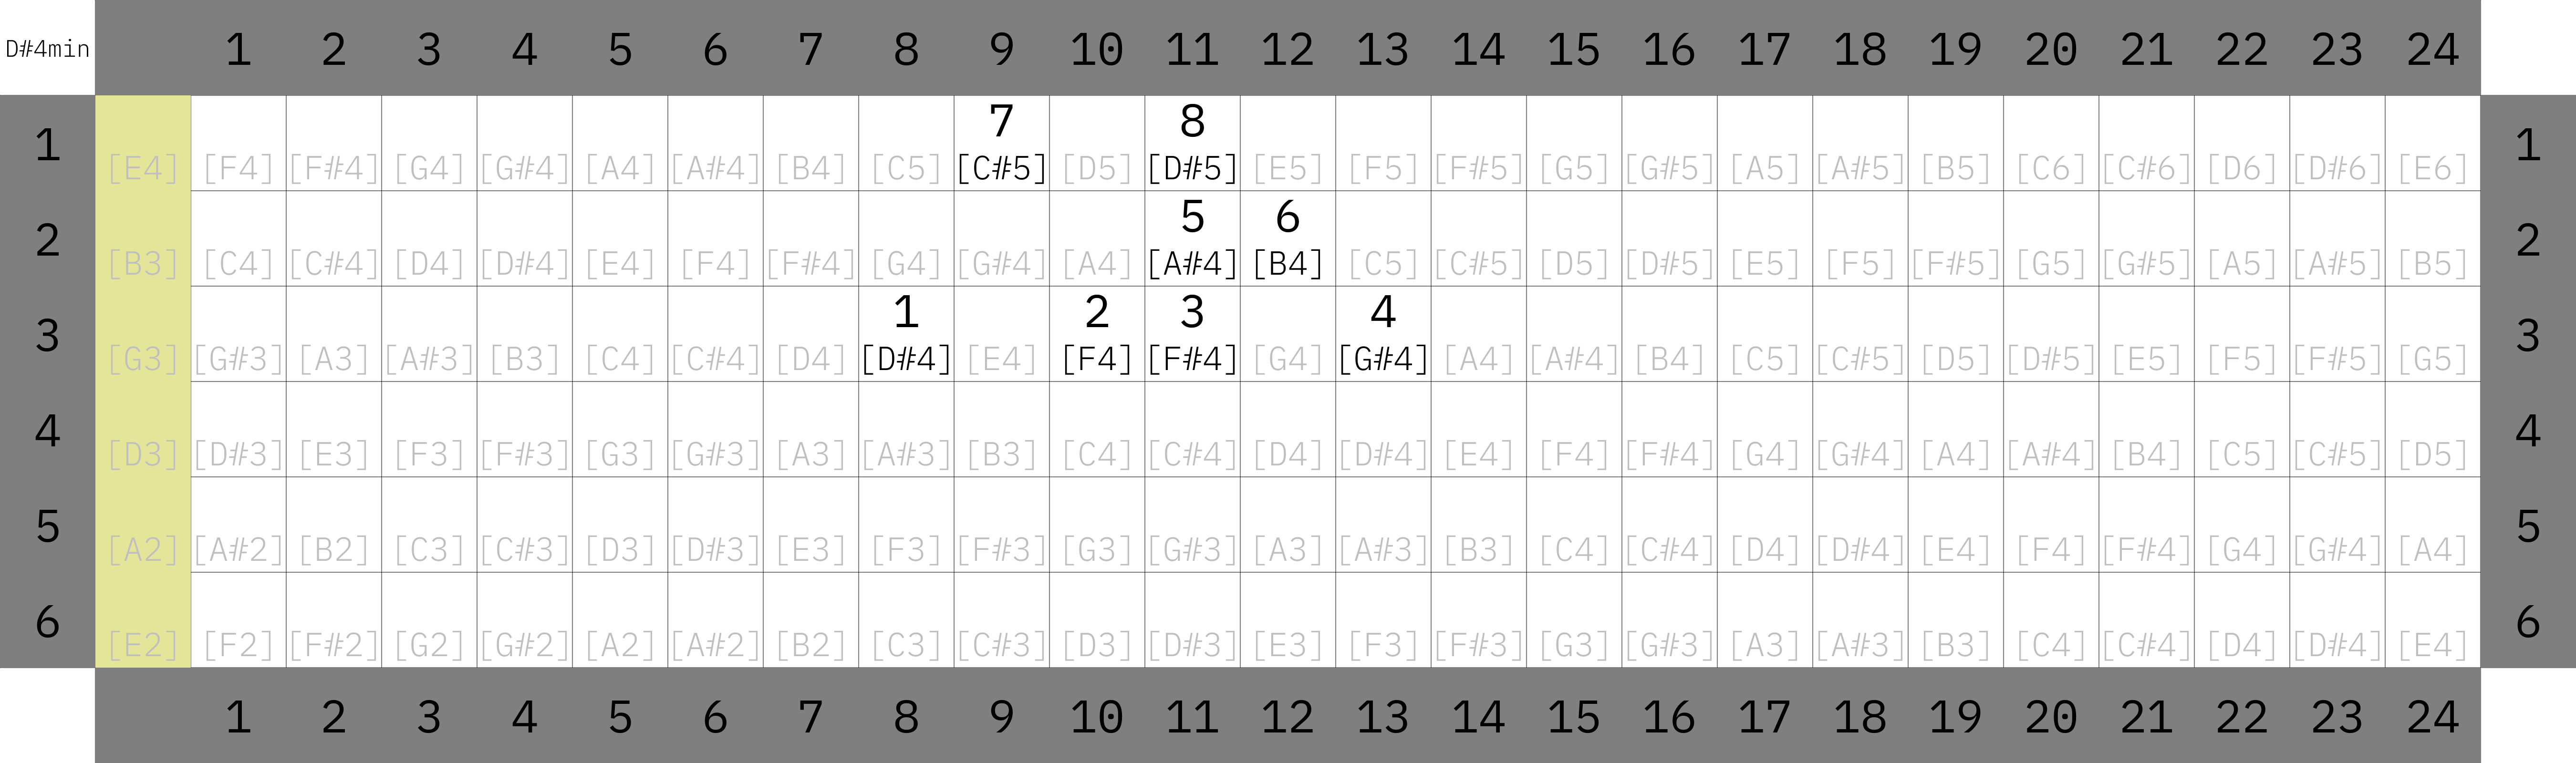 D#4min 1 2 3 4 5 6 7 8 9 10 11 12 13 14 15 16 17 18 19 20 21 22 23 24
7 8
1 [E4] [F4] [F#4] [G4] [G#4] [A4] [A#4] [B4] [C5] [C#5] [D5] [D#5] [E5] [F5] [F#5] [G5] [G#5] [A5] [A#5] [B5] [C6] [C#6] [D6] [D#6] [E6] 1
5 6
2 [B3] [C4] [C#4] [D4] [D#4] [E4] [F4] [F#4] [G4] [G#4] [A4] [A#4] [B4] [C5] [C#5] [D5] [D#5] [E5] [F5] [F#5] [G5] [G#5] [A5] [A#5] [B5] 2
1 2 3 4
3 [G3] [G#3] [A3] [A#3] [B3] [C4] [C#4] [D4] [D#4] [E4] [F4] [F#4] [G4] [G#4] [A4] [A#4] [B4] [C5] [C#5] [D5] [D#5] [E5] [F5] [F#5] [G5] 3
4 [D3] [D#3] [E3] [F3] [F#3] [G3] [G#3] [A3] [A#3] [B3] [C4] [C#4] [D4] [D#4] [E4] [F4] [F#4] [G4] [G#4] [A4] [A#4] [B4] [C5] [C#5] [D5] 4
5 [A2] [A#2] [B2] [C3] [C#3] [D3] [D#3] [E3] [F3] [F#3] [G3] [G#3] [A3] [A#3] [B3] [C4] [C#4] [D4] [D#4] [E4] [F4] [F#4] [G4] [G#4] [A4] 5
6 [E2] [F2] [F#2] [G2] [G#2] [A2] [A#2] [B2] [C3] [C#3] [D3] [D#3] [E3] [F3] [F#3] [G3] [G#3] [A3] [A#3] [B3] [C4] [C#4] [D4] [D#4] [E4] 6
1 2 3 4 5 6 7 8 9 10 11 12 13 14 15 16 17 18 19 20 21 22 23 24